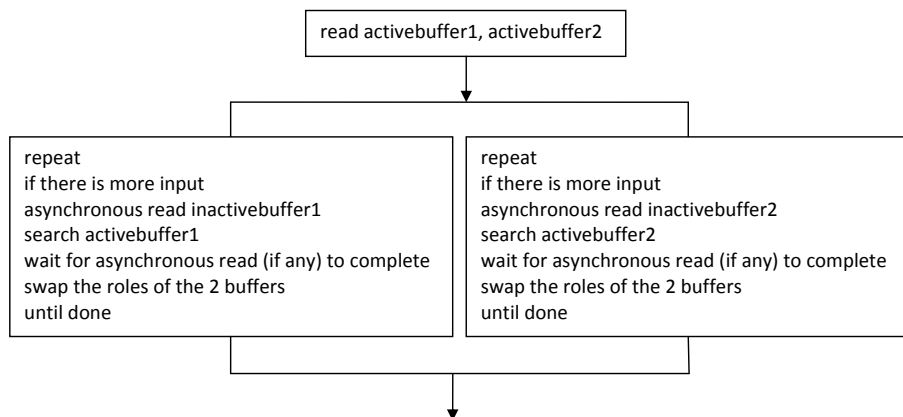 read activebuffer1, activebuffer2
repeat
if there is more input
asynchronous read inactivebuffer1
search activebuffer1
wait for asynchronous read (if any) to complete
swap the roles of the 2 buffers
until done
repeat
if there is more input
asynchronous read inactivebuffer2
search activebuffer2
wait for asynchronous read (if any) to complete
swap the roles of the 2 buffers
until done